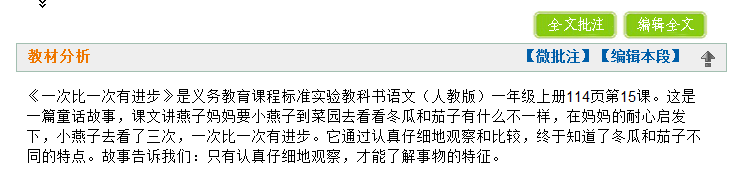 全文批注 编辑全文
教材分析 【微批注】【编辑本段】
《一次比一次有进步》是义务教育课程标准实验教科书语文（人教版）一年级上册114页第15课。这是
一篇童话故事，课文讲燕子妈妈要小燕子到菜园去看看冬瓜和茄子有什么不一样，在妈妈的耐心启发
下，小燕子去看了三次，一次比一次有进步。它通过认真仔细地观察和比较，终于知道了冬瓜和茄子不
同的特点。故事告诉我们：只有认真仔细地观察，才能了解事物的特征。